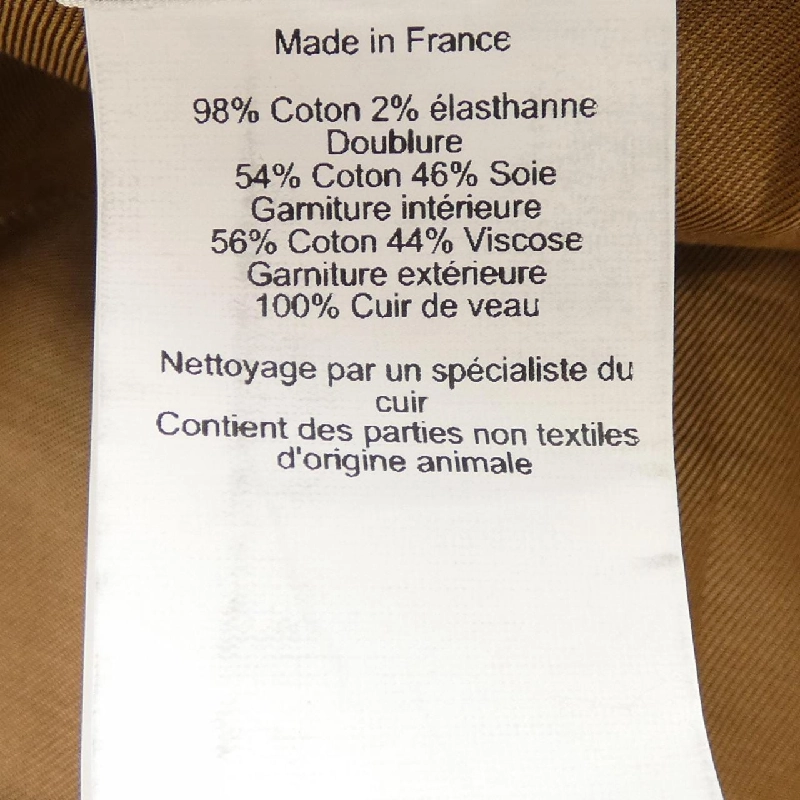 Made in France
98% Coton 2% élasthanne
Doublure
54% Coton 46% Soie
Garniture intérieure
56% Coton 44% Viscose
Garniture extérieure
100% Cuir de veau
Nettoyage par un spécialiste du
cuir
Contient des parties non textiles
d'origine animale